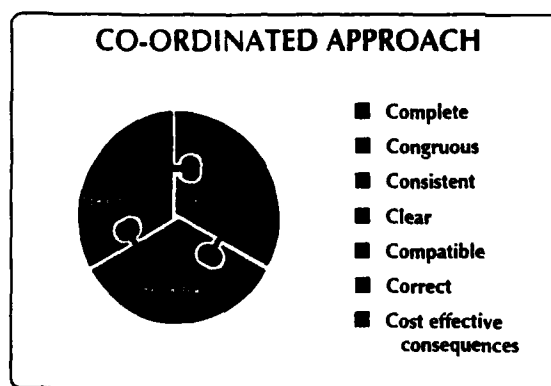 CO-ORDINATED APPROACH
Complete
Congruous
Consistent
Clear
Compatible
Correct
Cost effective
consequences